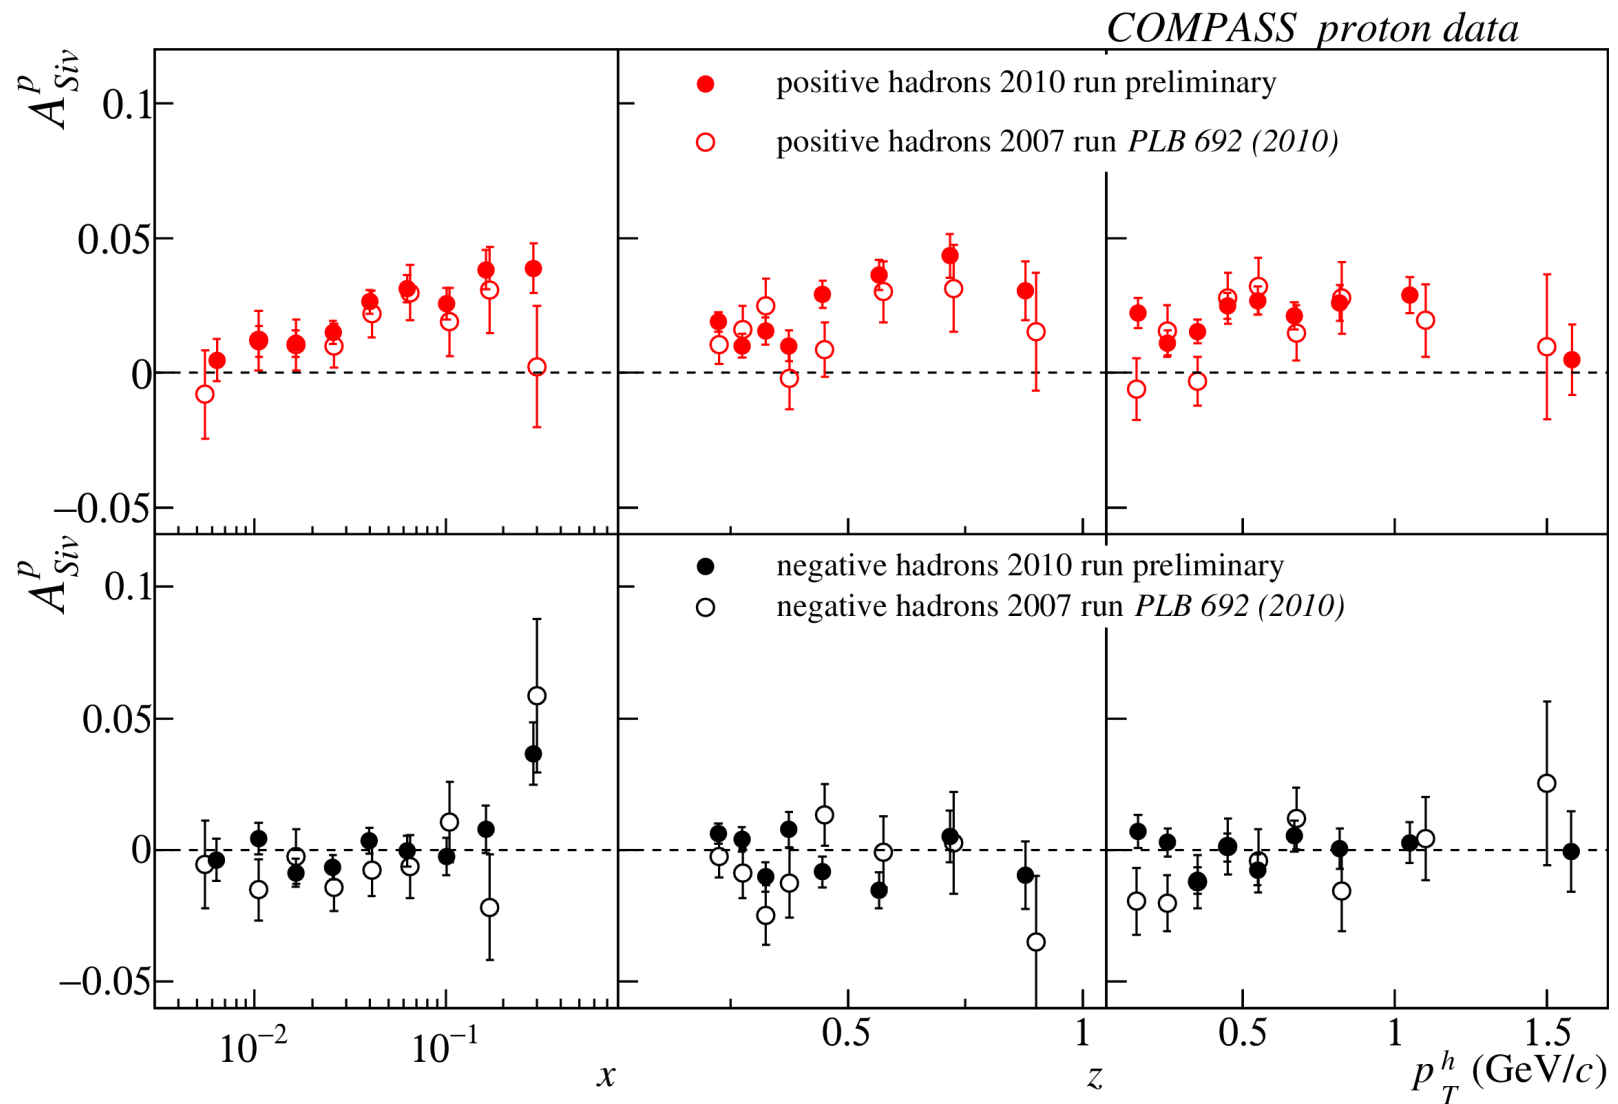 COMPASS proton data
A^p_Siv
0.1
0.05
0
−0.05
positive hadrons 2010 run preliminary
positive hadrons 2007 run PLB 692 (2010)
A^p_Siv
0.1
0.05
0
−0.05
negative hadrons 2010 run preliminary
negative hadrons 2007 run PLB 692 (2010)
10^−2 10^−1
x
0.5 1
z
0.5 1 1.5
p^h_T (GeV/c)